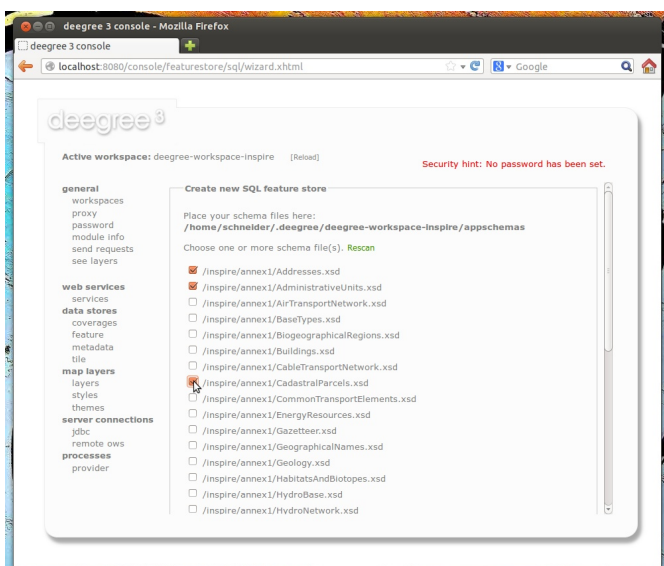 deegree 3 console - Mozilla Firefox
deegree 3 console
localhost:8080/console/featurestore/sql/wizard.xhtml
Google
deegree 3
Active workspace: deegree-workspace-inspire [Reload]
Security hint: No password has been set.
general
workspaces
proxy
password
module info
send requests
see layers
web services
services
data stores
coverages
feature
metadata
tile
map layers
layers
styles
themes
server connections
jdbc
remote ows
processes
provider
Create new SQL feature store
Place your schema files here:
/home/schneider/.deegree/deegree-workspace-inspire/appschemas
Choose one or more schema file(s). Rescan
/inspire/annex1/Addresses.xsd
/inspire/annex1/AdministrativeUnits.xsd
/inspire/annex1/AirTransportNetwork.xsd
/inspire/annex1/BaseTypes.xsd
/inspire/annex1/BiogeographicalRegions.xsd
/inspire/annex1/Buildings.xsd
/inspire/annex1/CableTransportNetwork.xsd
/inspire/annex1/CadastralParcels.xsd
/inspire/annex1/CommonTransportElements.xsd
/inspire/annex1/EnergyResources.xsd
/inspire/annex1/Gazetteer.xsd
/inspire/annex1/GeographicalNames.xsd
/inspire/annex1/Geology.xsd
/inspire/annex1/HabitatsAndBiotopes.xsd
/inspire/annex1/HydroBase.xsd
/inspire/annex1/HydroNetwork.xsd